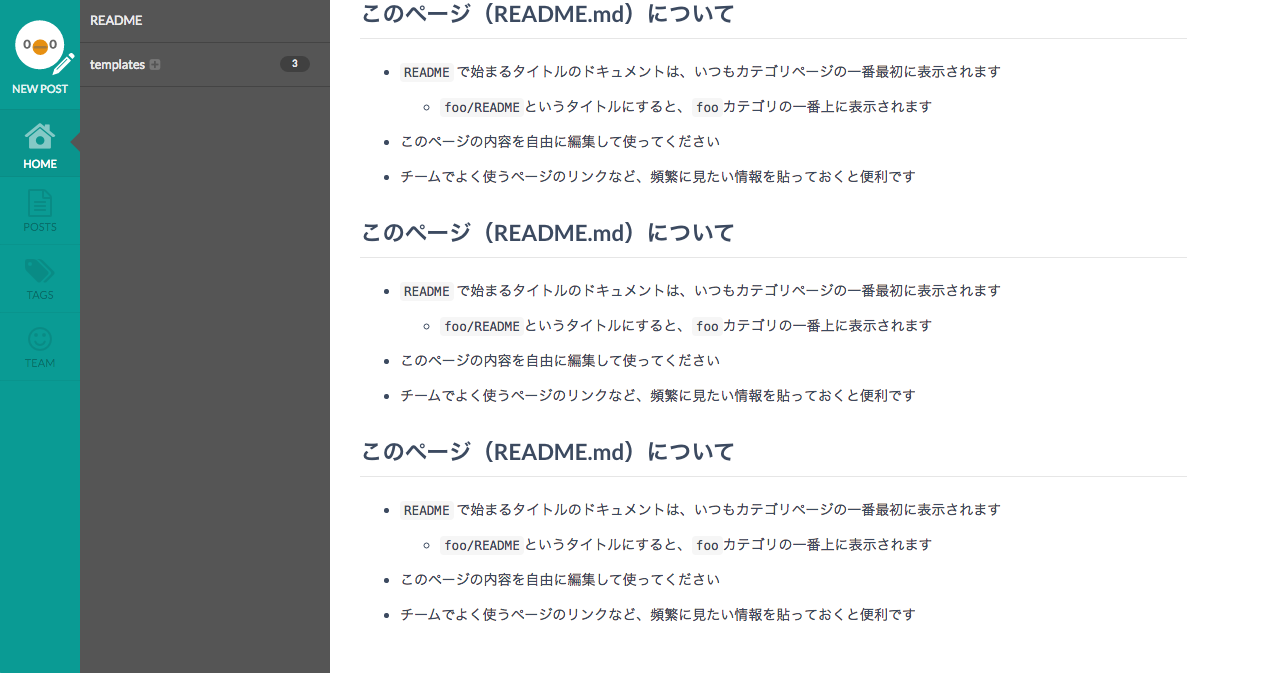 NEW POST
HOME
POSTS
TAGS
TEAM
README
templates
3
このページ（README.md）について
README で始まるタイトルのドキュメントは、いつもカテゴリページの一番最初に表示されます
foo/README というタイトルにすると、 foo カテゴリの一番上に表示されます
このページの内容を自由に編集して使ってください
チームでよく使うページのリンクなど、頻繁に見たい情報を貼っておくと便利です
このページ（README.md）について
README で始まるタイトルのドキュメントは、いつもカテゴリページの一番最初に表示されます
foo/README というタイトルにすると、 foo カテゴリの一番上に表示されます
このページの内容を自由に編集して使ってください
チームでよく使うページのリンクなど、頻繁に見たい情報を貼っておくと便利です
このページ（README.md）について
README で始まるタイトルのドキュメントは、いつもカテゴリページの一番最初に表示されます
foo/README というタイトルにすると、 foo カテゴリの一番上に表示されます
このページの内容を自由に編集して使ってください
チームでよく使うページのリンクなど、頻繁に見たい情報を貼っておくと便利です